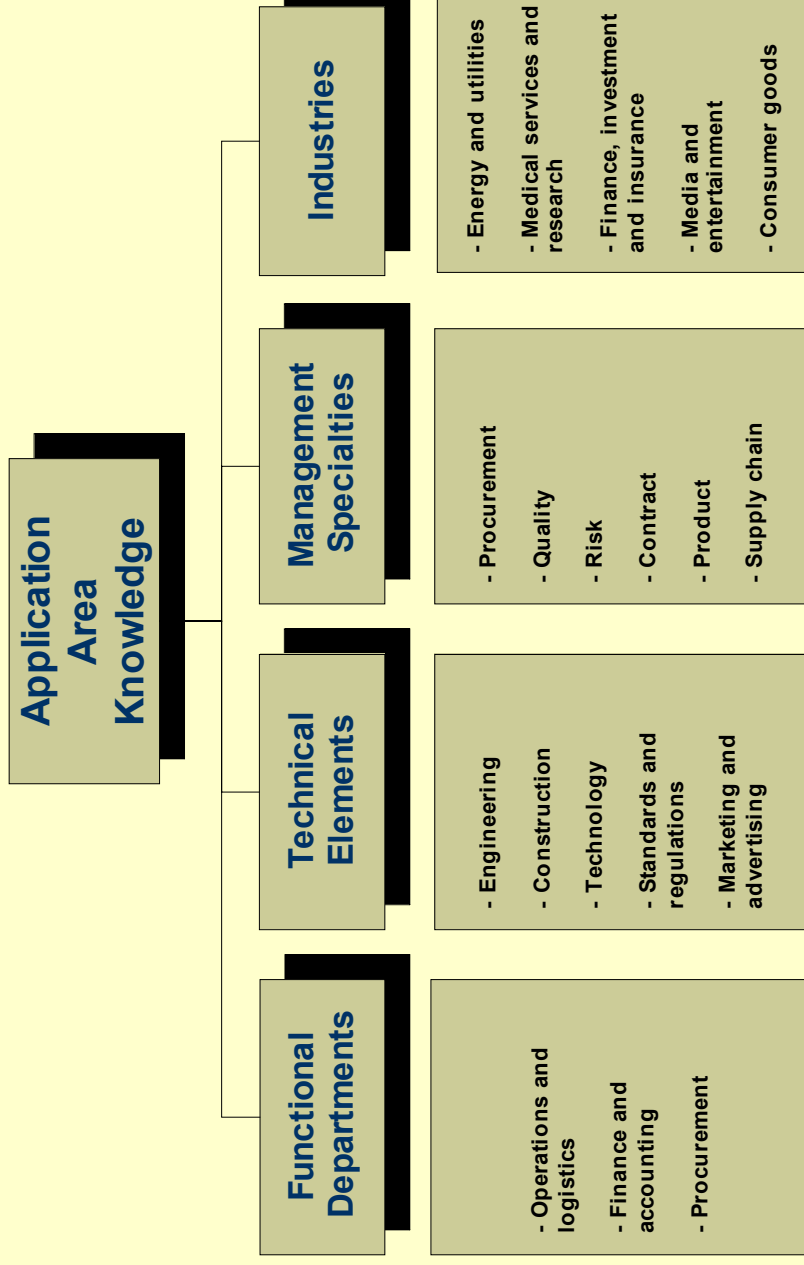 Application
Area
Knowledge
Functional
Departments
Technical
Elements
Management
Specialties
Industries
- Operations and
logistics
- Finance and
accounting
- Procurement
- Engineering
- Construction
- Technology
- Standards and
regulations
- Marketing and
advertising
- Procurement
- Quality
- Risk
- Contract
- Product
- Supply chain
- Energy and utilities
- Medical services and
research
- Finance, investment
and insurance
- Media and
entertainment
- Consumer goods